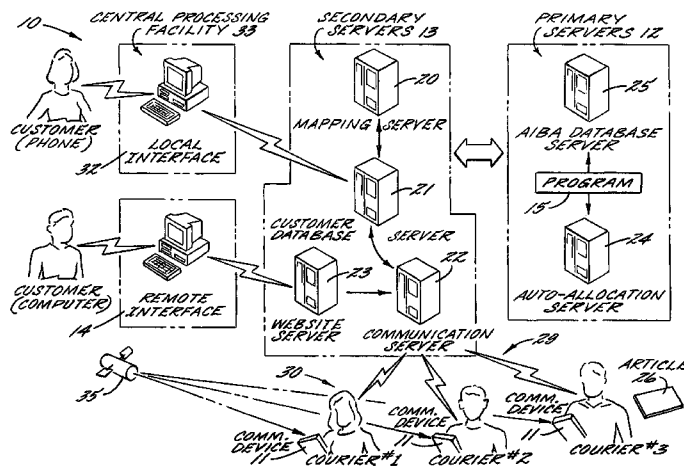 10
CENTRAL PROCESSING
FACILITY 33
SECONDARY
SERVERS 13
PRIMARY
SERVERS 12
20
25
CUSTOMER
(PHONE)
LOCAL
INTERFACE
32
MAPPING SERVER
AIBA DATABASE
SERVER
21
PROGRAM
15
CUSTOMER
DATABASE
SERVER
24
23
22
CUSTOMER
(COMPUTER)
REMOTE
INTERFACE
14
WEBSITE
SERVER
COMMUNICATION
SERVER
AUTO-ALLOCATION
SERVER
29
35
30
ARTICLE
26
COMM.
DEVICE
11
COURIER #1
COMM.
DEVICE
11
COURIER #2
COMM.
DEVICE
11
COURIER #3